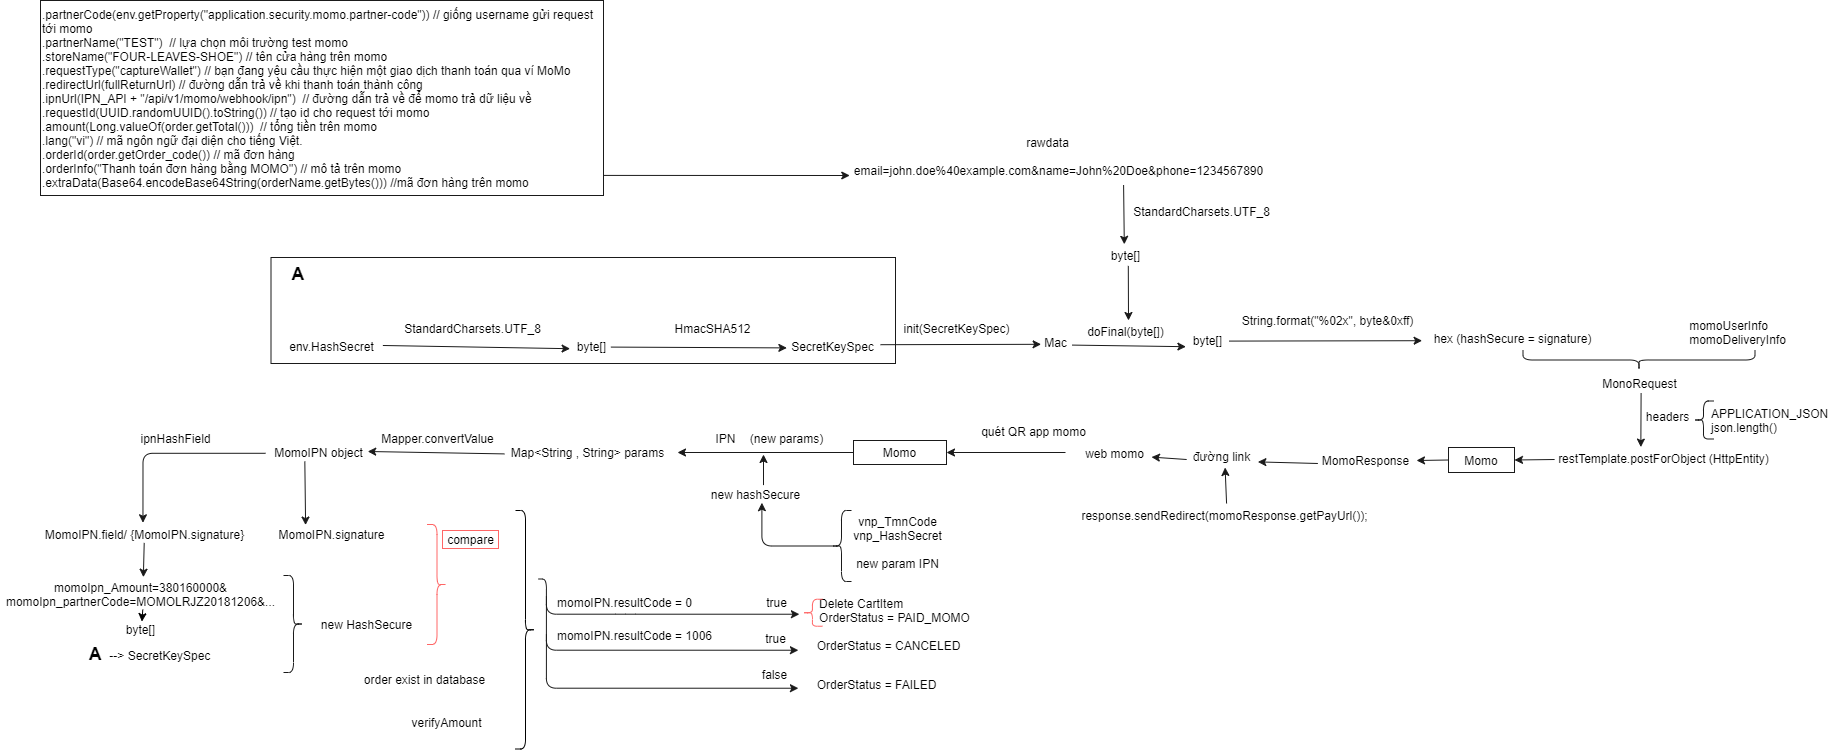 .partnerCode(env.getProperty("application.security.momo.partner-code")) // giống username gửi request
tới momo
.partnerName("TEST")  // lựa chọn môi trường test momo
.storeName("FOUR-LEAVES-SHOE") // tên cửa hàng trên momo
.requestType("captureWallet") // bạn đang yêu cầu thực hiện một giao dịch thanh toán qua ví MoMo
.redirectUrl(fullReturnUrl) // đường dẫn trả về khi thanh toán thành công
.ipnUrl(IPN_API + "/api/v1/momo/webhook/ipn")  // đường dẫn trả về để momo trả dữ liệu về
.requestId(UUID.randomUUID().toString()) // tạo id cho request tới momo
.amount(Long.valueOf(order.getTotal()))  // tổng tiền trên momo
.lang("vi") // mã ngôn ngữ đại diện cho tiếng Việt.
.orderId(order.getOrder_code()) // mã đơn hàng
.orderInfo("Thanh toán đơn hàng bằng MOMO") // mô tả trên momo
.extraData(Base64.encodeBase64String(orderName.getBytes())) //mã đơn hàng trên momo
rawdata
email=john.doe%40example.com&name=John%20Doe&phone=1234567890
StandardCharsets.UTF_8
byte[]
A
env.HashSecret
StandardCharsets.UTF_8
byte[]
HmacSHA512
SecretKeySpec
init(SecretKeySpec)
Mac
doFinal(byte[])
byte[]
String.format("%02x", byte&0xff)
hex (hashSecure = signature)
momoUserInfo
momoDeliveryInfo
MonoRequest
headers
APPLICATION_JSON
json.length()
restTemplate.postForObject (HttpEntity)
Momo
MomoResponse
đường link
response.sendRedirect(momoResponse.getPayUrl());
web momo
quét QR app momo
Momo
IPN    (new params)
new hashSecure
vnp_TmnCode
vnp_HashSecret
new param IPN
Map<String , String> params
Mapper.convertValue
MomoIPN object
ipnHashField
MomoIPN.field/ {MomoIPN.signature}
MomoIPN.signature
momoIpn_Amount=380160000&
momoIpn_partnerCode=MOMOLRJZ20181206&...
byte[]
A --> SecretKeySpec
new HashSecure
compare
order exist in database
verifyAmount
momoIPN.resultCode = 0
true
Delete CartItem
OrderStatus = PAID_MOMO
momoIPN.resultCode = 1006
true
OrderStatus = CANCELED
false
OrderStatus = FAILED